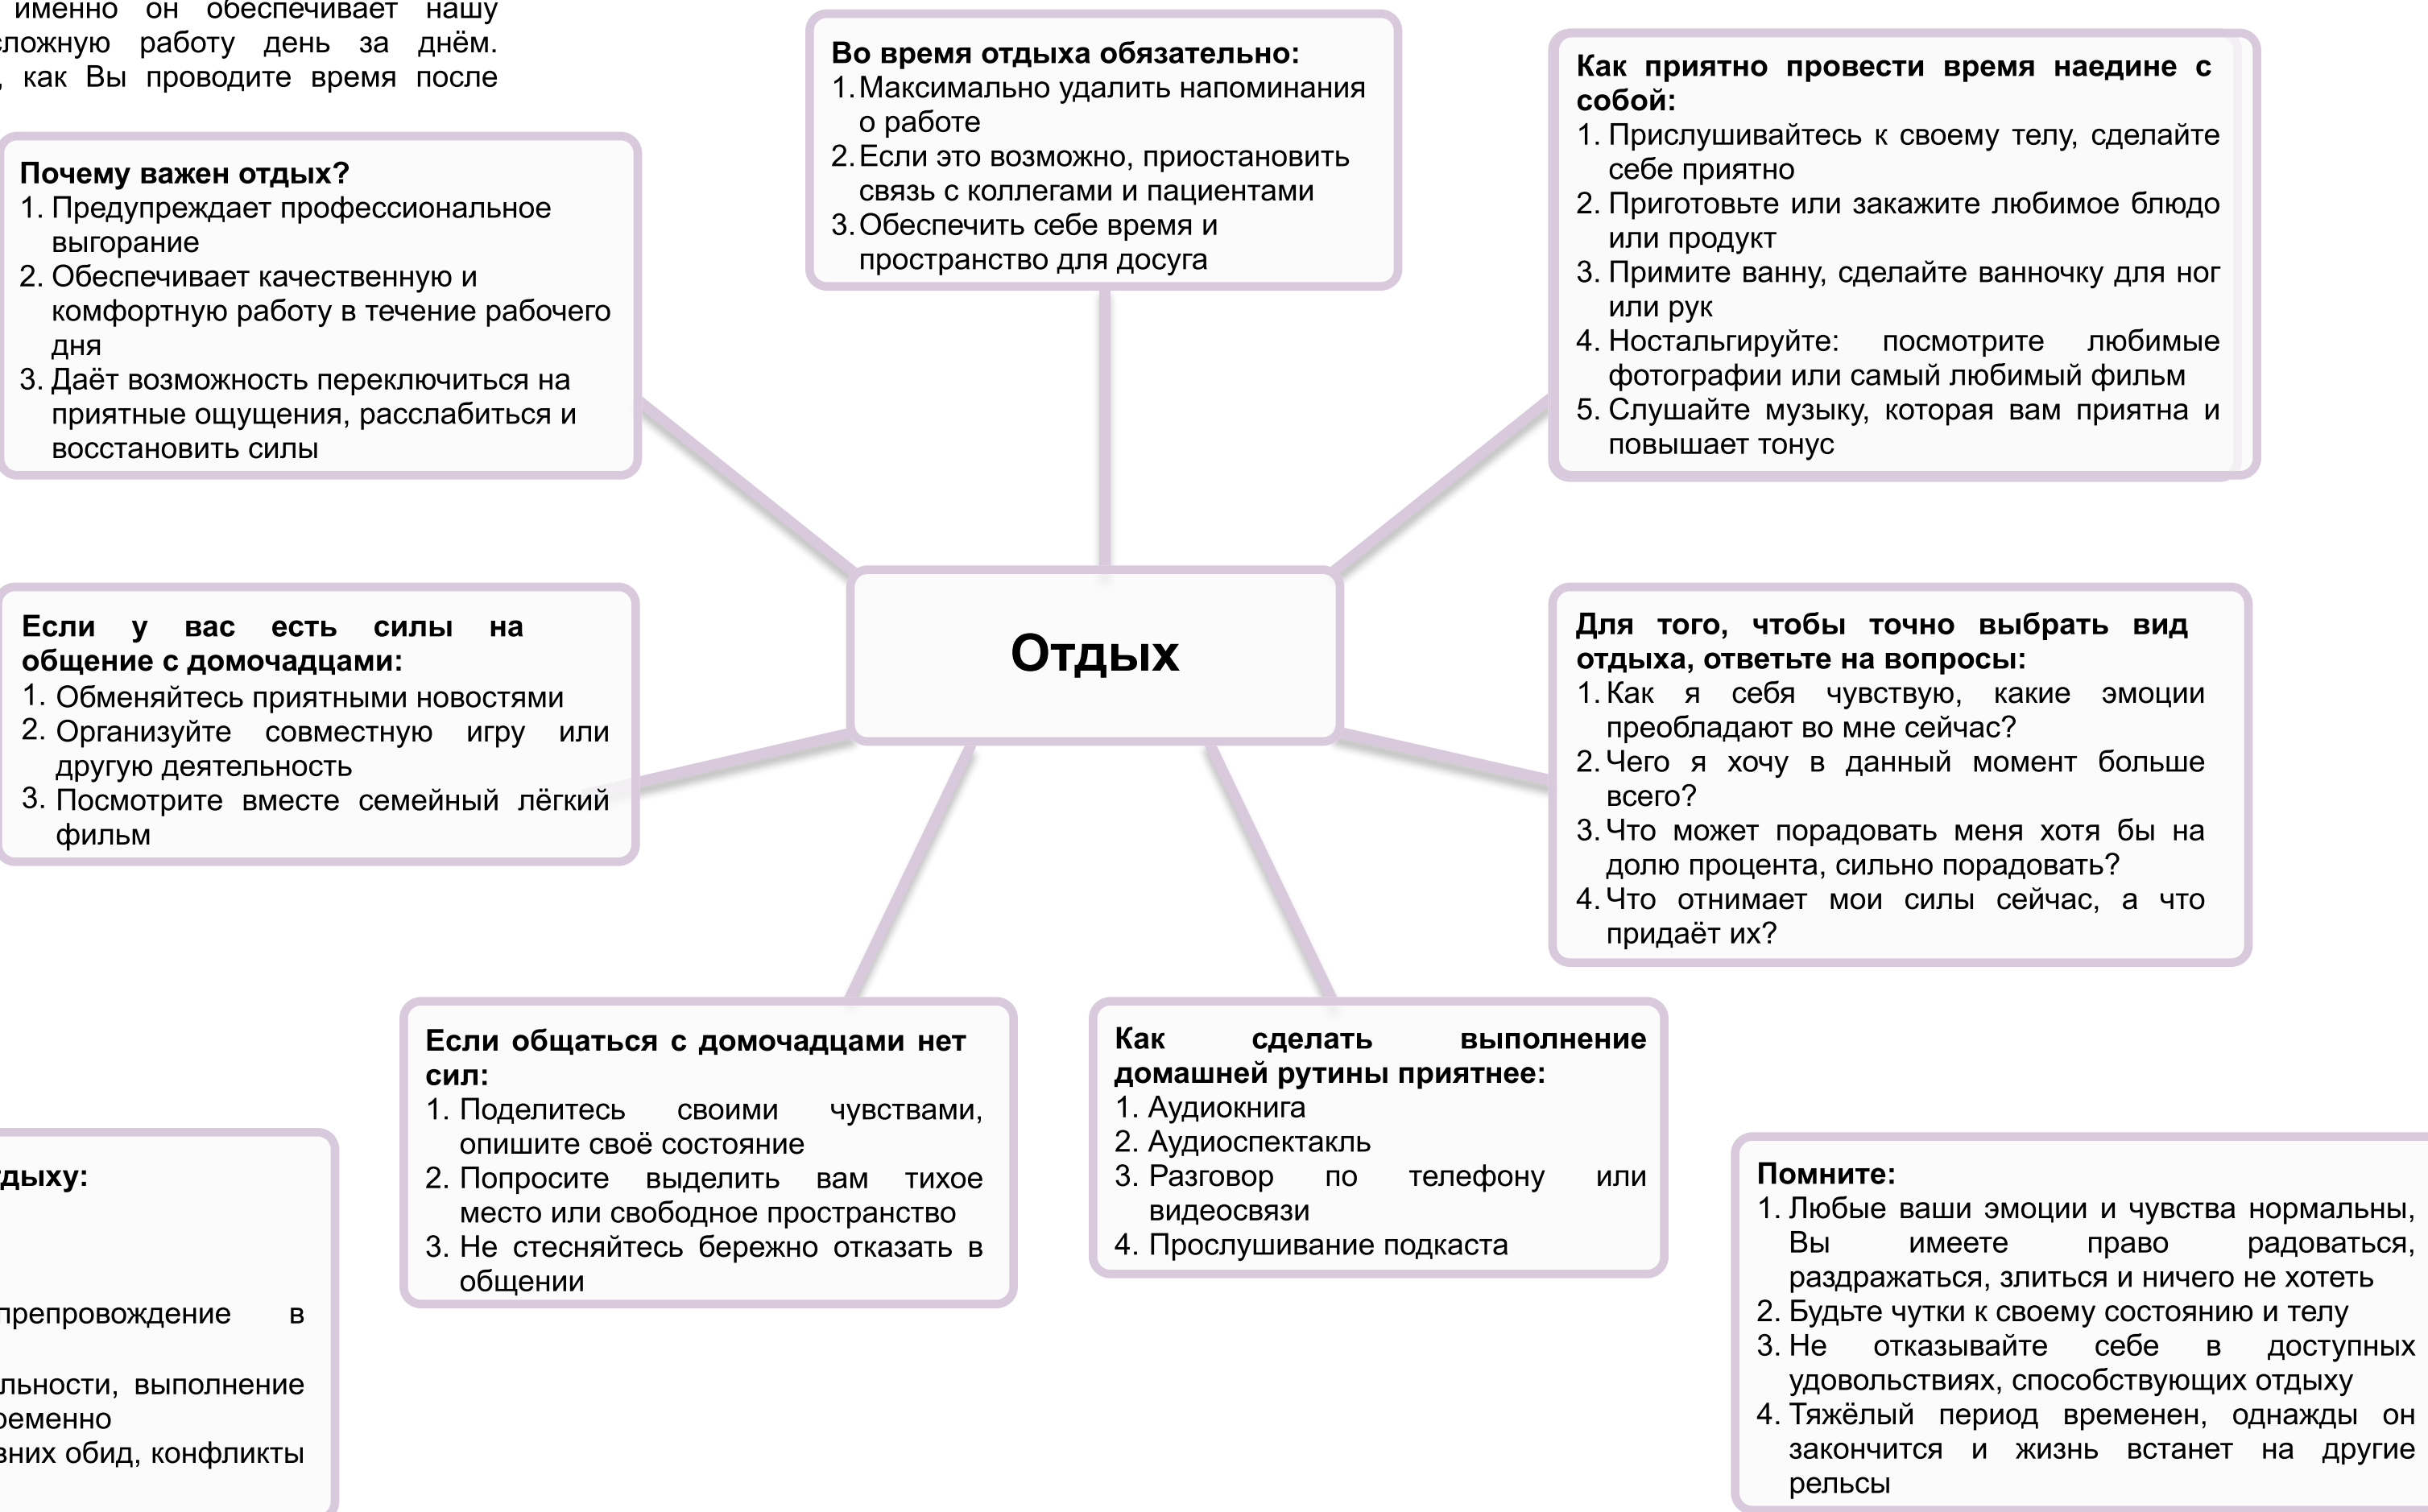 именно он обеспечивает нашу
сложную работу день за днём.
, как Вы проводите время после
Во время отдыха обязательно:
1. Максимально удалить напоминания
о работе
2. Если это возможно, приостановить
связь с коллегами и пациентами
3. Обеспечить себе время и
пространство для досуга
Как приятно провести время наедине с
собой:
1. Прислушивайтесь к своему телу, сделайте
себе приятно
2. Приготовьте или закажите любимое блюдо
или продукт
3. Примите ванну, сделайте ванночку для ног
или рук
4. Ностальгируйте: посмотрите любимые
фотографии или самый любимый фильм
5. Слушайте музыку, которая вам приятна и
повышает тонус
Почему важен отдых?
1. Предупреждает профессиональное
выгорание
2. Обеспечивает качественную и
комфортную работу в течение рабочего
дня
3. Даёт возможность переключиться на
приятные ощущения, расслабиться и
восстановить силы
Отдых
Если у вас есть силы на
общение с домочадцами:
1. Обменяйтесь приятными новостями
2. Организуйте совместную игру или
другую деятельность
3. Посмотрите вместе семейный лёгкий
фильм
Для того, чтобы точно выбрать вид
отдыха, ответьте на вопросы:
1. Как я себя чувствую, какие эмоции
преобладают во мне сейчас?
2. Чего я хочу в данный момент больше
всего?
3. Что может порадовать меня хотя бы на
долю процента, сильно порадовать?
4. Что отнимает мои силы сейчас, а что
придаёт их?
Если общаться с домочадцами нет
сил:
1. Поделитесь своими чувствами,
опишите своё состояние
2. Попросите выделить вам тихое
место или свободное пространство
3. Не стесняйтесь бережно отказать в
общении
Как сделать выполнение
домашней рутины приятнее:
1. Аудиокнига
2. Аудиоспектакль
3. Разговор по телефону или
видеосвязи
4. Прослушивание подкаста
дыху:
препровождение в
льности, выполнение
ременно
вних обид, конфликты
Помните:
1. Любые ваши эмоции и чувства нормальны,
Вы имеете право радоваться,
раздражаться, злиться и ничего не хотеть
2. Будьте чутки к своему состоянию и телу
3. Не отказывайте себе в доступных
удовольствиях, способствующих отдыху
4. Тяжёлый период временен, однажды он
закончится и жизнь встанет на другие
рельсы